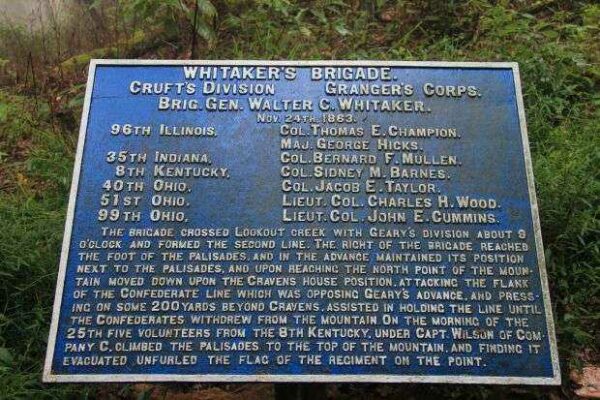 WHITAKER'S BRIGADE.
CRUFT'S DIVISION GRANGER'S CORPS.
BRIG. GEN. WALTER C. WHITAKER.
NOV. 24TH. 1863.
96TH ILLINOIS, COL. THOMAS E. CHAMPION.
MAJ. GEORGE HICKS.
35TH INDIANA, COL. BERNARD F. MULLEN.
8TH KENTUCKY, COL. SIDNEY M. BARNES.
40TH OHIO, COL. JACOB E. TAYLOR.
51ST OHIO, LIEUT. COL. CHARLES H. WOOD.
99TH OHIO, LIEUT. COL. JOHN E. CUMMINS.
THE BRIGADE CROSSED LOOKOUT CREEK WITH GEARY'S DIVISION ABOUT 9
O'CLOCK AND FORMED THE SECOND LINE. THE RIGHT OF THE BRIGADE REACHED
THE FOOT OF THE PALISADES, AND IN THE ADVANCE MAINTAINED ITS POSITION
NEXT TO THE PALISADES, AND UPON REACHING THE NORTH POINT OF THE MOUN-
TAIN MOVED DOWN UPON THE CRAVENS HOUSE POSITION, ATTACKING THE FLANK
OF THE CONFEDERATE LINE WHICH WAS OPPOSING GEARY'S ADVANCE, AND PRESS-
ING ON SOME 200 YARDS BEYOND CRAVENS, ASSISTED IN HOLDING THE LINE UNTIL
THE CONFEDERATES WITHDREW FROM THE MOUNTAIN ON THE MORNING OF THE
25TH FIVE VOLUNTEERS FROM THE 8TH KENTUCKY, UNDER CAPT. WILSON OF COM-
PANY C, CLIMBED THE PALISADES TO THE TOP OF THE MOUNTAIN, AND FINDING IT
EVACUATED UNFURLED THE FLAG OF THE REGIMENT ON THE POINT.